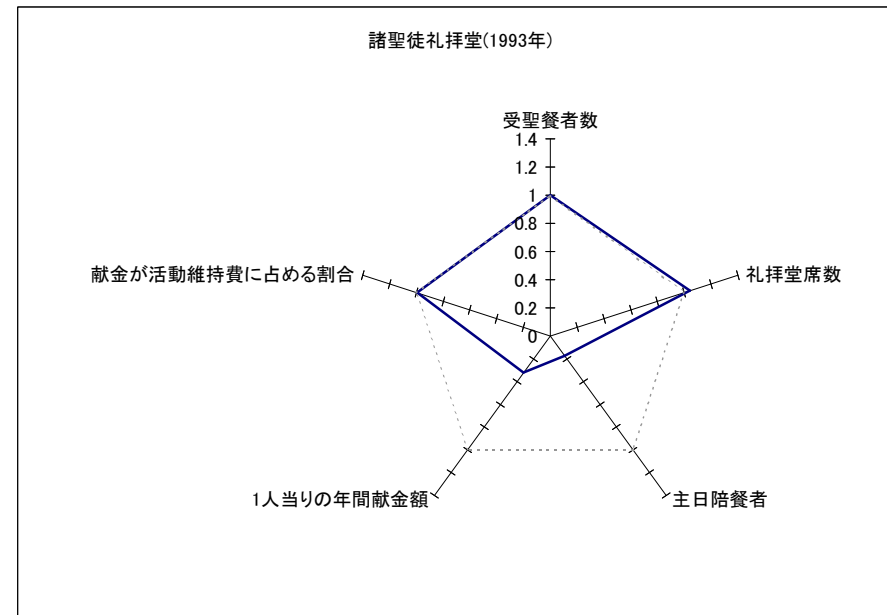 諸聖徒礼拝堂(1993年)
受聖餐者数
1.4
1.2
1
0.8
0.6
0.4
0.2
0
献金が活動維持費に占める割合
礼拝堂席数
1人当りの年間献金額
主日陪餐者